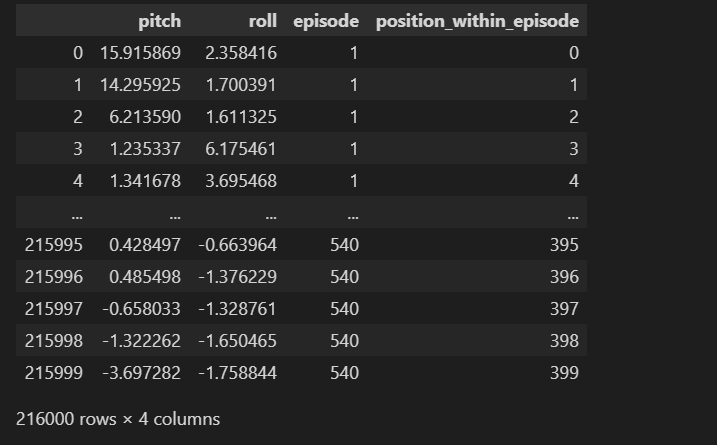 pitch roll episode position_within_episode
0 15.915869 2.358416 1 0
1 14.295925 1.700391 1 1
2 6.213590 1.611325 1 2
3 1.235337 6.175461 1 3
4 1.341678 3.695468 1 4
... ... ... ... ...
215995 0.428497 -0.663964 540 395
215996 0.485498 -1.376229 540 396
215997 -0.658033 -1.328761 540 397
215998 -1.322262 -1.650465 540 398
215999 -3.697282 -1.758844 540 399
216000 rows × 4 columns